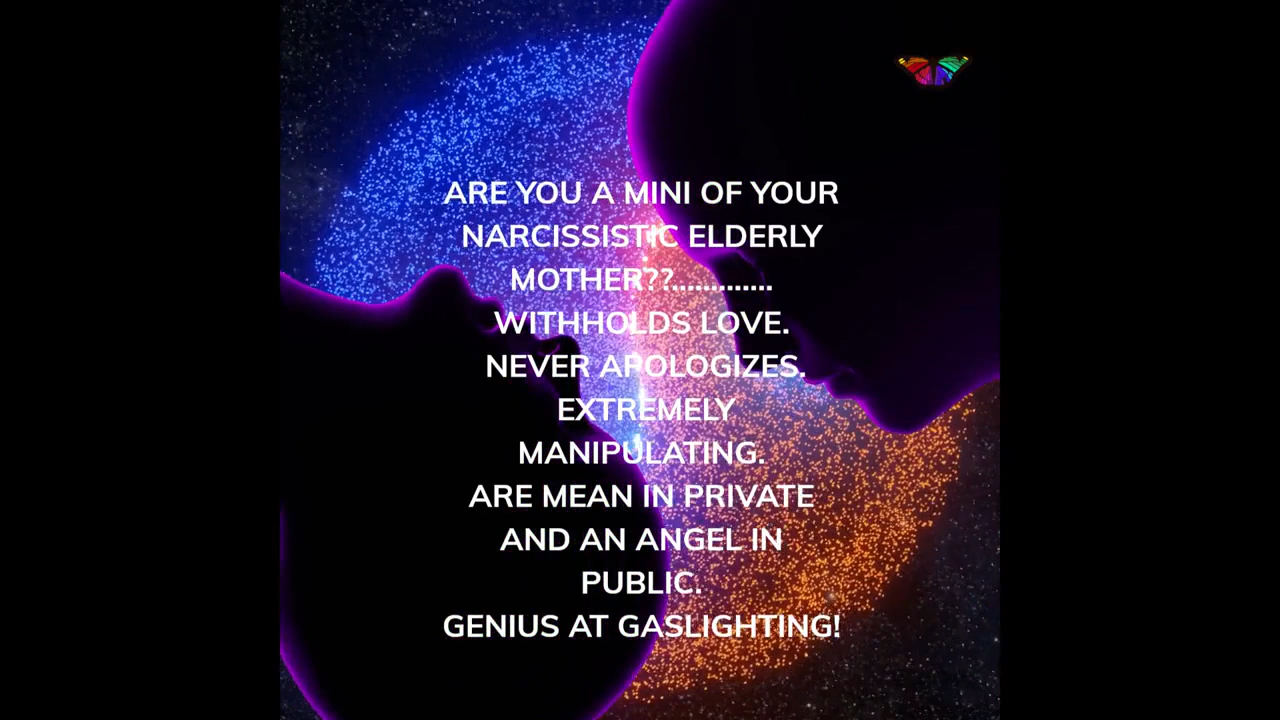 ARE YOU A MINI OF YOUR
NARCISSISTIC ELDERLY
MOTHER??.............
WITHHOLDS LOVE.
NEVER APOLOGIZES.
EXTREMELY
MANIPULATING.
ARE MEAN IN PRIVATE
AND AN ANGEL IN
PUBLIC.
GENIUS AT GASLIGHTING!